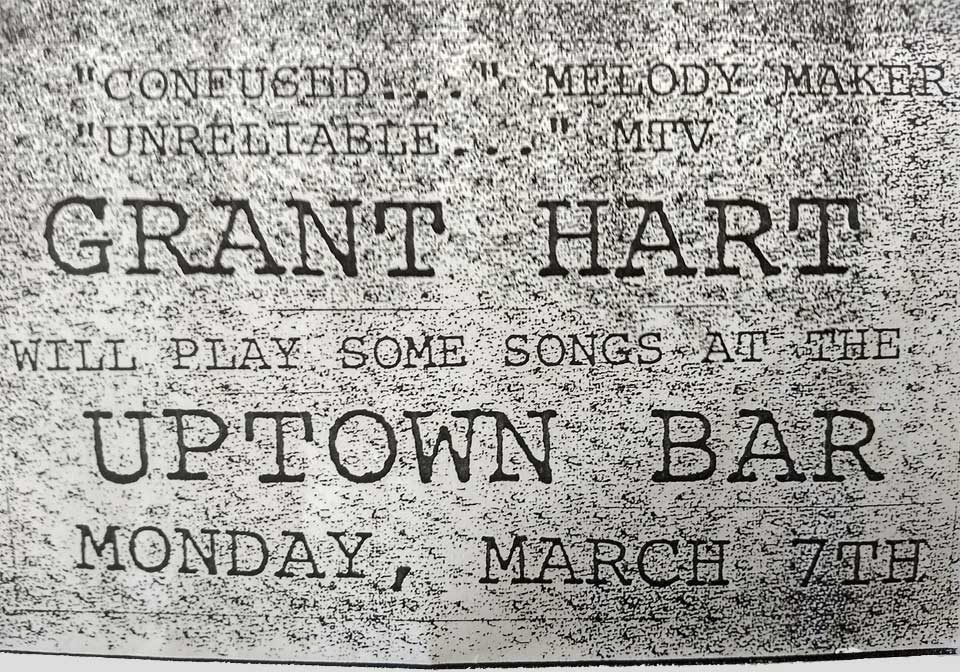 "CONFUSED..." MELODY MAKER
"UNRELIABLE..." MTV
GRANT HART
WILL PLAY SOME SONGS AT THE
UPTOWN BAR
MONDAY, MARCH 7TH